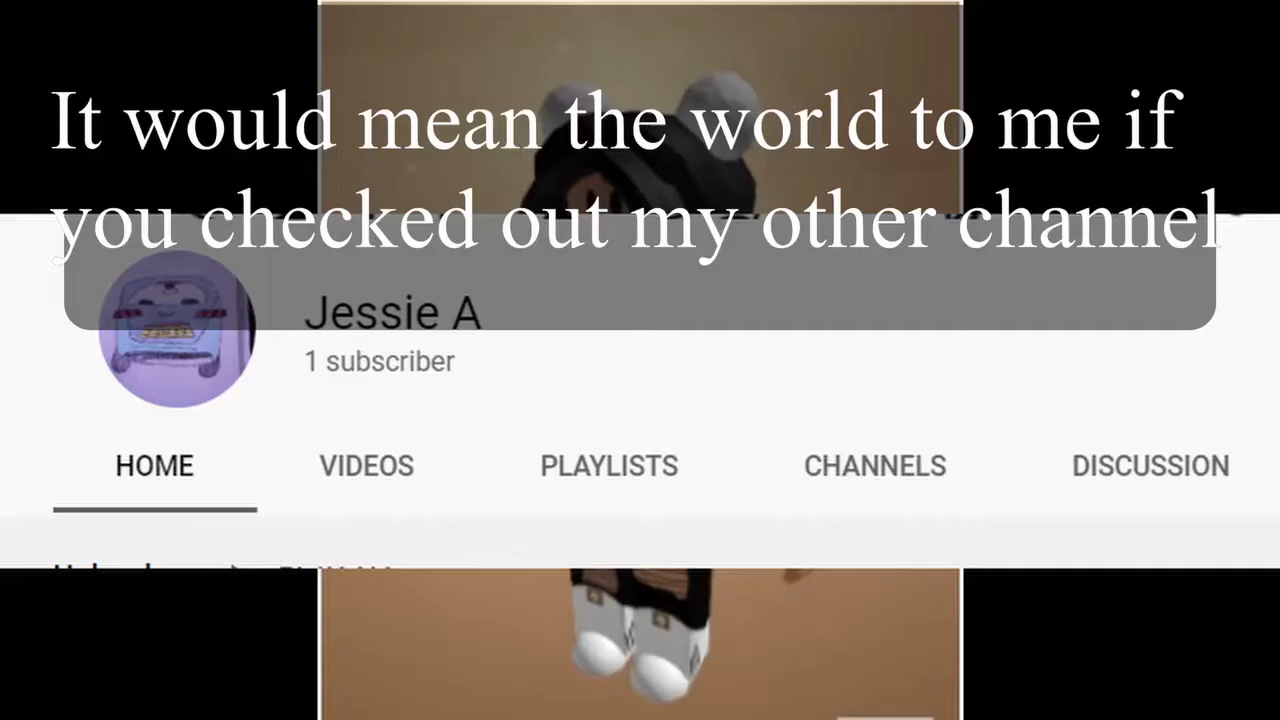 It would mean the world to me if
you checked out my other channel
Jessie A
1 subscriber
HOME VIDEOS PLAYLISTS CHANNELS DISCUSSION